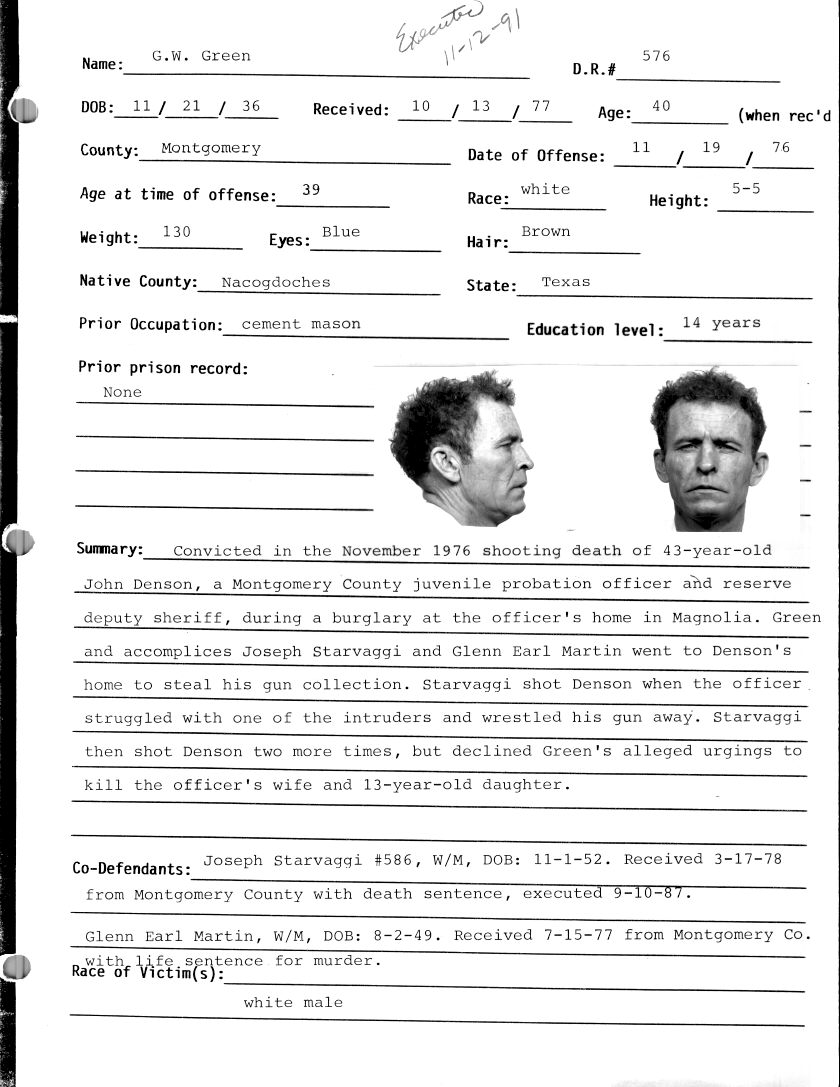 Executed
11-12-91
Name: G.W. Green D.R.# 576
DOB: 11 / 21 / 36 Received: 10 / 13 / 77 Age: 40 (when rec'd
County: Montgomery Date of Offense: 11 / 19 / 76
Age at time of offense: 39 Race: white Height: 5-5
Weight: 130 Eyes: Blue Hair: Brown
Native County: Nacogdoches State: Texas
Prior Occupation: cement mason Education level: 14 years
Prior prison record:
None
Summary: Convicted in the November 1976 shooting death of 43-year-old
John Denson, a Montgomery County juvenile probation officer and reserve
deputy sheriff, during a burglary at the officer's home in Magnolia. Green
and accomplices Joseph Starvaggi and Glenn Earl Martin went to Denson's
home to steal his gun collection. Starvaggi shot Denson when the officer
struggled with one of the intruders and wrestled his gun away. Starvaggi
then shot Denson two more times, but declined Green's alleged urgings to
kill the officer's wife and 13-year-old daughter.
Co-Defendants: Joseph Starvaggi #586, W/M, DOB: 11-1-52. Received 3-17-78
from Montgomery County with death sentence, executed 9-10-87.
Glenn Earl Martin, W/M, DOB: 8-2-49. Received 7-15-77 from Montgomery Co.
with life sentence for murder.
Race of Victim(s):
white male